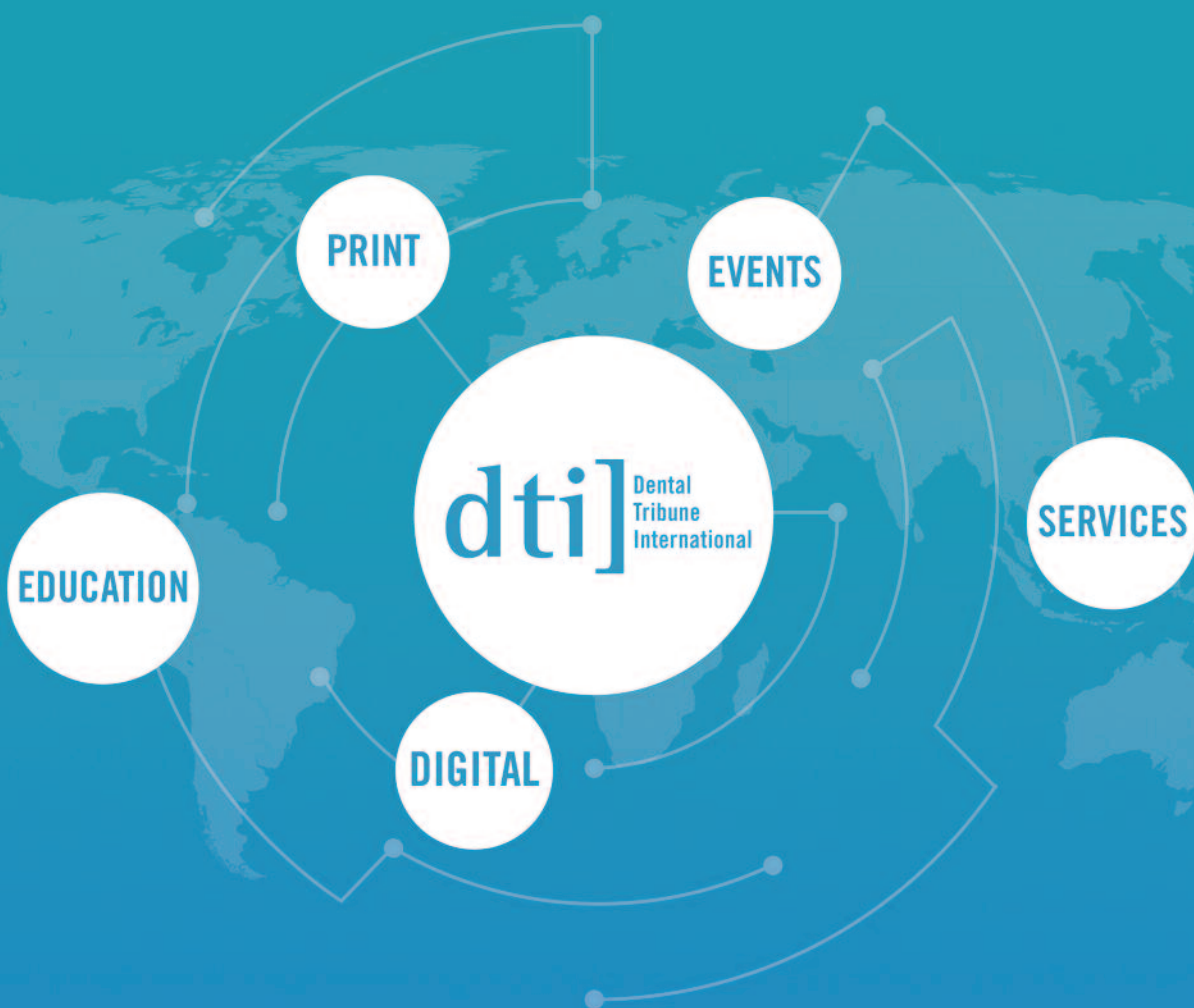 PRINT
EVENTS
dti]
Dental
Tribune
International
SERVICES
EDUCATION
DIGITAL